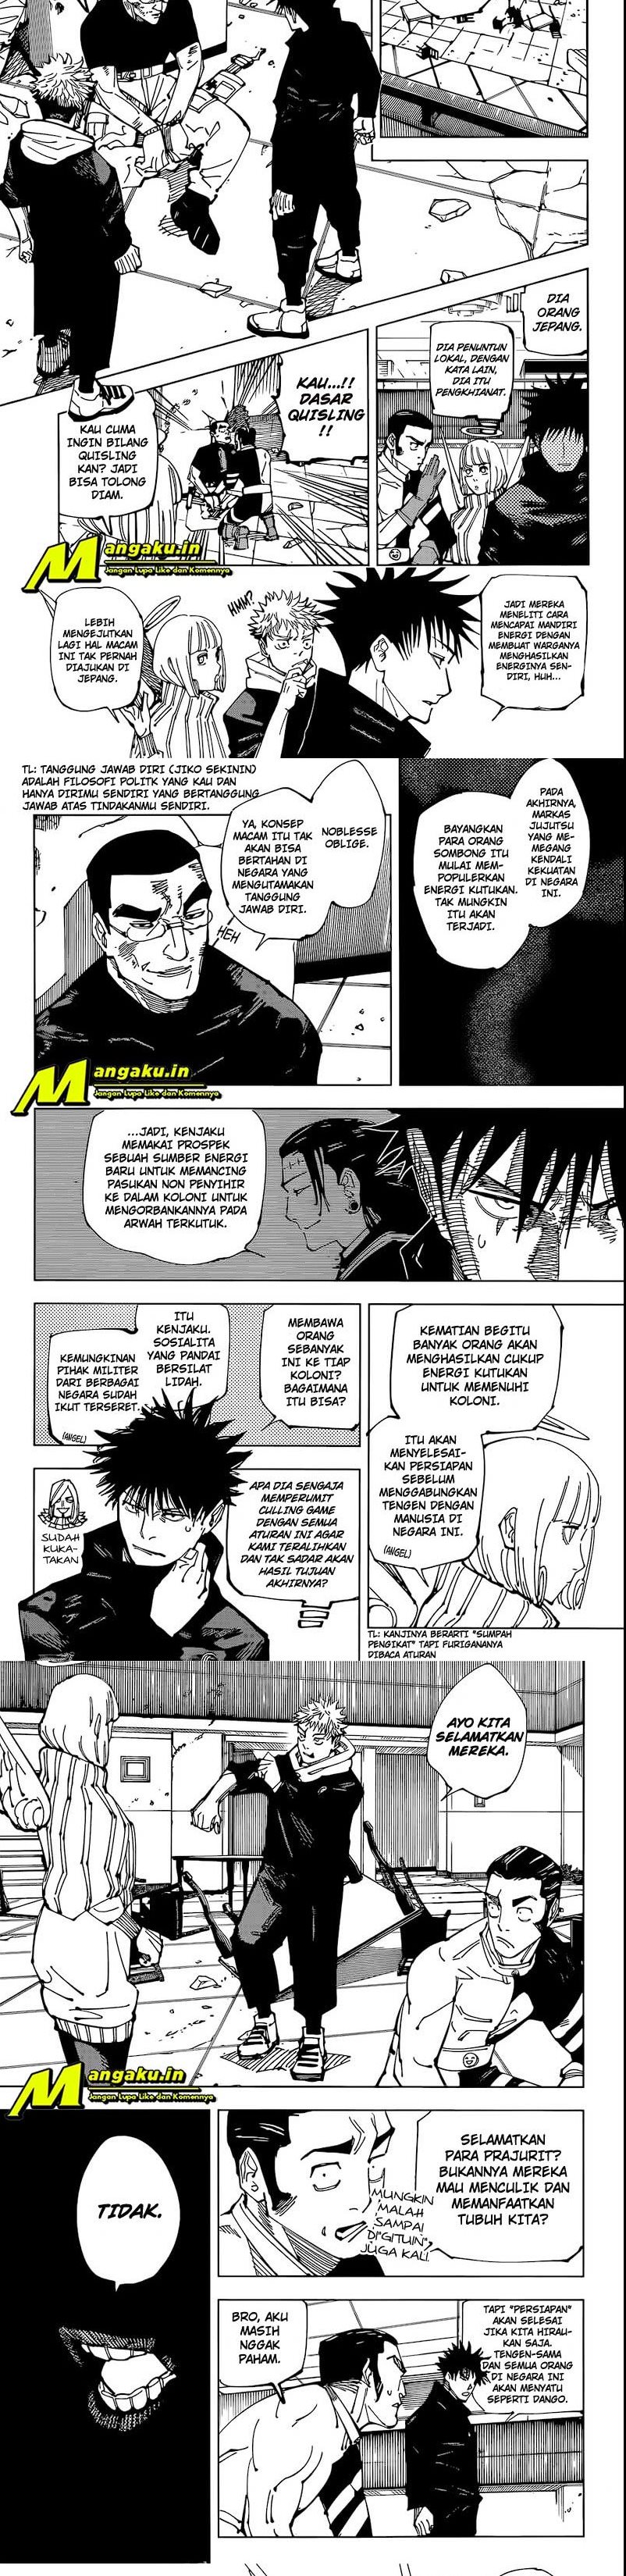 DIA
ORANG
JEPANG.
DIA PENUNTUN
LOKAL, DENGAN
KATA LAIN,
DIA ITU
PENGKHIANAT.
KAU...!!
DASAR
QUISLING
!!
KAU CUMA
INGIN BILANG
QUISLING
KAN? JADI
BISA TOLONG
DIAM.
Mangaku.in
Jangan Lupa Like dan Komennya
JADI MEREKA
MENELITI CARA
MENCAPAI MANDIRI
ENERGI DENGAN
MEMBUAT WARGANYA
MENGHASILKAN
ENERGINYA SEN-
DIRI, HUH...
HMM?
LEBIH
MENGEJUTKAN
LAGI HAL MACAM
INI TAK PERNAH
DIAJUKAN DI
JEPANG.
TL: TANGGUNG JAWAB DIRI (JIKO SEKININ)
ADALAH FILOSOFI POLITK YANG KAU DAN
HANYA DIRIMU SENDIRI YANG BERTANGGUNG
JAWAB ATAS TINDAKANMU SENDIRI.
PADA
AKHIRNYA,
MARKAS
JUJUTSU
YANG ME-
MEGANG
KENDALI
KEKUATAN
DI NEGARA
INI.
BAYANGKAN
PARA ORANG
SOMBONG ITU
MULAI MEM-
POPULERKAN
ENERGI KUTUKAN.
TAK MUNGKIN
ITU AKAN
TERJADI.
NOBLESSE
OBLIGE.
YA, KONSEP
MACAM ITU TAK
AKAN BISA
BERTAHAN DI
NEGARA YANG
MENGUTAMAKAN
TANGGUNG
JAWAB DIRI.
HEH
Mangaku.in
Jangan Lupa Like dan Komennya
...JADI, KENJAKU
MEMAKAI PROSPEK
SEBUAH SUMBER ENERGI
BARU UNTUK MEMANCING
PASUKAN NON PENYIHIR
KE DALAM KOLONI UNTUK
MENGORBANKANNYA PADA
ARWAH TERKUTUK.
KEMATIAN BEGITU
BANYAK ORANG AKAN
MENGHASILKAN CUKUP
ENERGI KUTUKAN
UNTUK MEMENUHI
KOLONI.
ITU AKAN
MENYELESAI-
KAN PERSIAPAN
SEBELUM
MENGGABUNGKAN
TENGEN DENGAN
MANUSIA DI
NEGARA INI.
(ANGEL)
MEMBAWA
ORANG
SEBANYAK
INI KE TIAP
KOLONI?
BAGAIMANA
ITU BISA?
ITU
KENJAKU.
SOSIALITA
YANG PANDAI
BERSILAT
LIDAH.
KEMUNGKINAN
PIHAK MILITER
DARI BERBAGAI
NEGARA SUDAH
IKUT TERSERET.
(ANGEL)
APA DIA SENGAJA
MEMPERUMIT
CULLING GAME
DENGAN SEMUA
ATURAN INI AGAR
KAMI TERALIHKAN
DAN TAK SADAR AKAN
HASIL TUJUAN
AKHIRNYA?
SUDAH
KUKA-
TAKAN
TL: KANJINYA BERARTI "SUMPAH
PENGIKAT" TAPI FURIGANANYA
DIBACA ATURAN
AYO KITA
SELAMATKAN
MEREKA.
Mangaku.in
Jangan Lupa Like dan Komennya
SELAMATKAN
PARA PRAJURIT?
BUKANNYA MEREKA
MAU MENCULIK DAN
MEMANFAATKAN
TUBUH KITA?
MUNGKIN
MALAH
SAMPAI
DI"GITUIN",
JUGA KALI.
TIDAK.
TAPI "PERSIAPAN"
AKAN SELESAI
JIKA KITA HIRAU-
KAN SAJA.
TENGEN-SAMA
DAN SEMUA ORANG
DI NEGARA INI
AKAN MENYATU
SEPERTI DANGO.
BRO, AKU
MASIH
NGGAK
PAHAM.